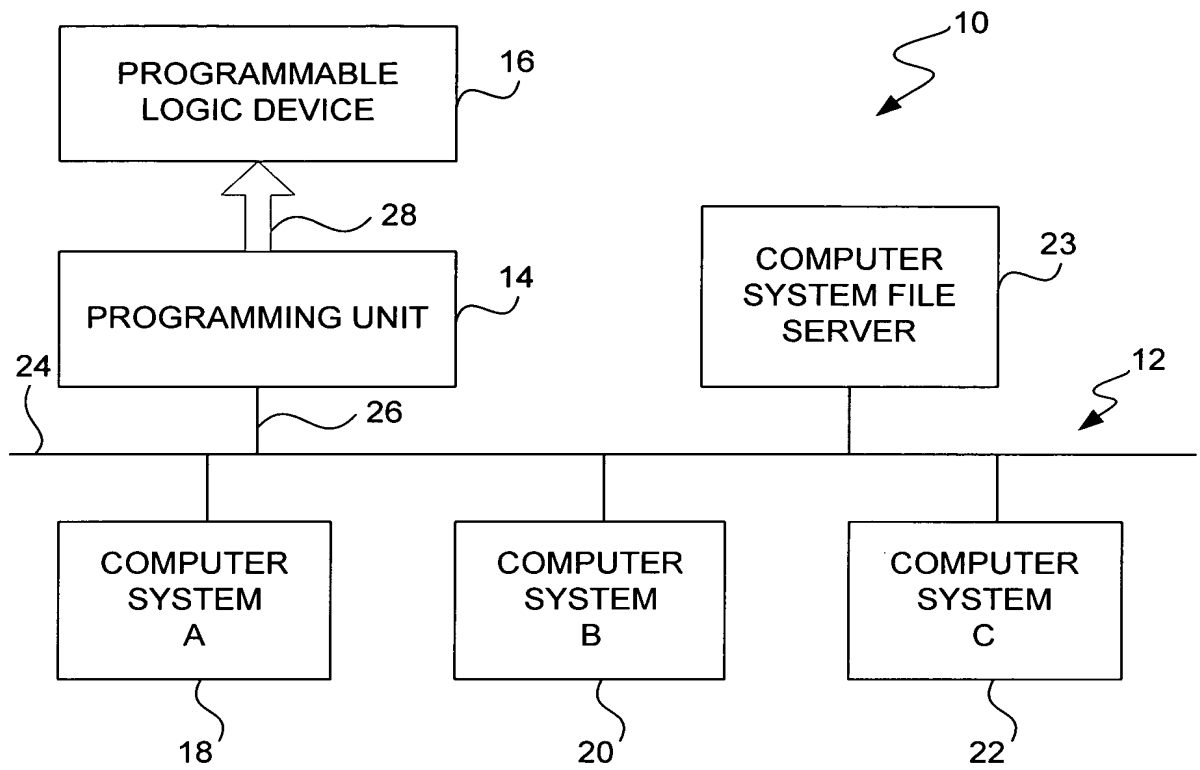 10
PROGRAMMABLE
LOGIC DEVICE
16
28
PROGRAMMING UNIT
14
COMPUTER
SYSTEM FILE
SERVER
23
24
26
12
COMPUTER
SYSTEM
A
COMPUTER
SYSTEM
B
COMPUTER
SYSTEM
C
18
20
22